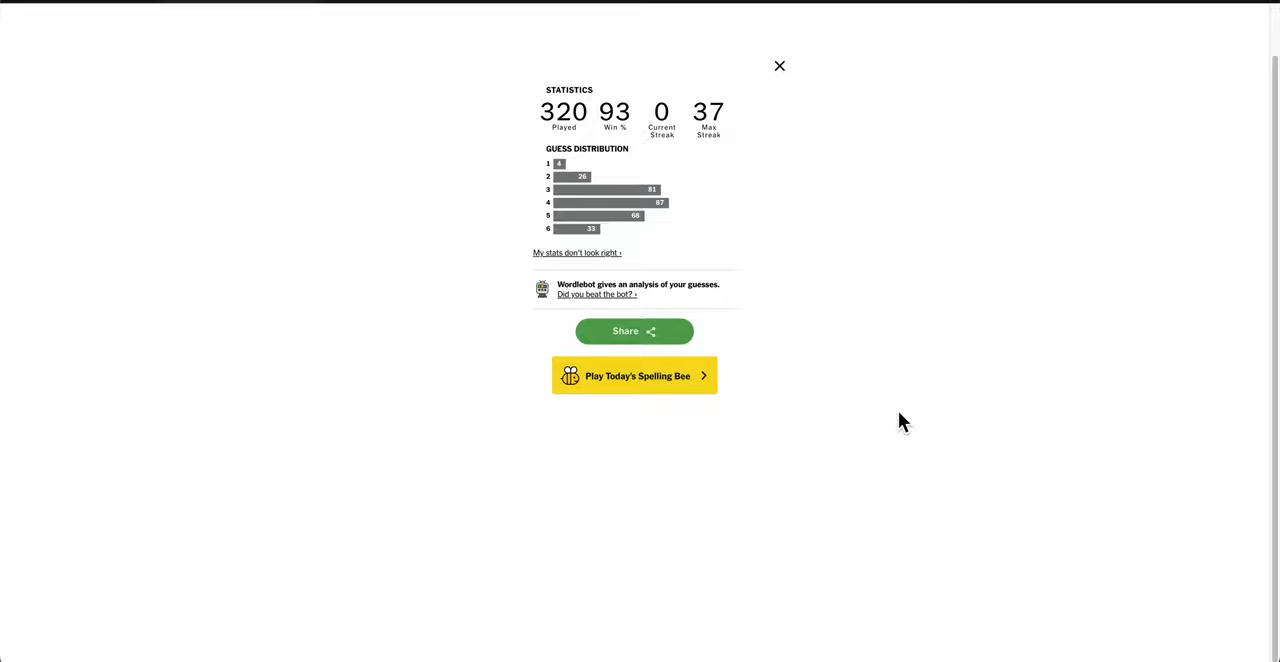 STATISTICS
320 93 0 37
Played Win % Current Streak Max Streak
GUESS DISTRIBUTION
1 4
2 26
3 81
4 87
5 68
6 33
My stats don't look right ›
Wordlebot gives an analysis of your guesses.
Did you beat the bot? ›
Share
Play Today's Spelling Bee